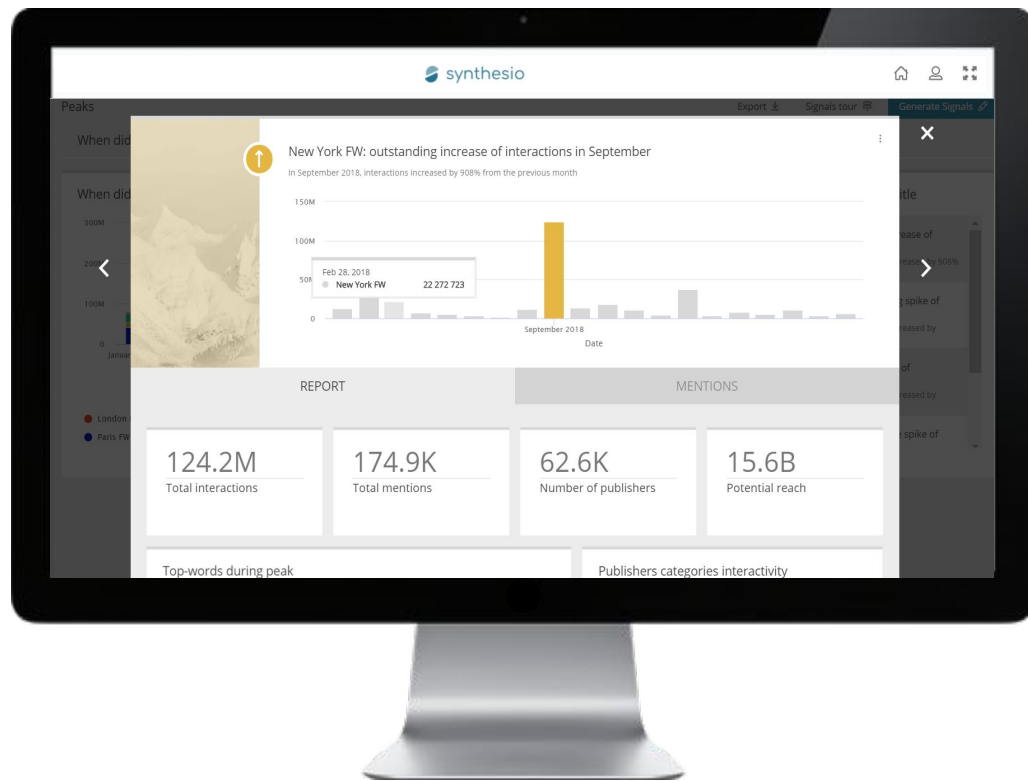 synthesio
Peaks
Export
Signals tour
Generate Signals
When did
New York FW: outstanding increase of interactions in September
In September 2018, interactions increased by 908% from the previous month
When did
itle
150M
300M
ease of
100M
reased by 908%
Feb 28, 2018
200M
50M
New York FW 22 272 723
100M
g spike of
0
September 2018
reased by
Date
0
Januar
of
REPORT
MENTIONS
reased by
London
Paris FW
e spike of
124.2M
174.9K
62.6K
15.6B
Total interactions
Total mentions
Number of publishers
Potential reach
Top-words during peak
Publishers categories interactivity